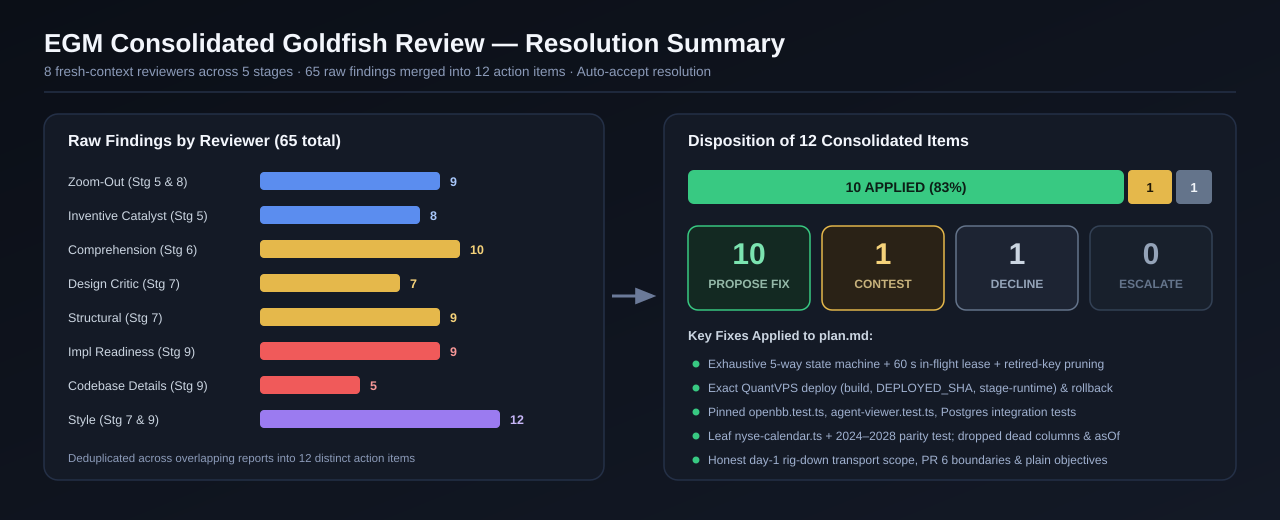 EGM Consolidated Goldfish Review — Resolution Summary
8 fresh-context reviewers across 5 stages · 65 raw findings merged into 12 action items · Auto-accept resolution
Raw Findings by Reviewer (65 total)
Zoom-Out (Stg 5 & 8) 9
Inventive Catalyst (Stg 5) 8
Comprehension (Stg 6) 10
Design Critic (Stg 7) 7
Structural (Stg 7) 9
Impl Readiness (Stg 9) 9
Codebase Details (Stg 9) 5
Style (Stg 7 & 9) 12
Deduplicated across overlapping reports into 12 distinct action items
Disposition of 12 Consolidated Items
10 APPLIED (83%) 1 1
10 1 1 0
PROPOSE FIX CONTEST DECLINE ESCALATE
Key Fixes Applied to plan.md:
Exhaustive 5-way state machine + 60 s in-flight lease + retired-key pruning
Exact QuantVPS deploy (build, DEPLOYED_SHA, stage-runtime) & rollback
Pinned openbb.test.ts, agent-viewer.test.ts, Postgres integration tests
Leaf nyse-calendar.ts + 2024–2028 parity test; dropped dead columns & asOf
Honest day-1 rig-down transport scope, PR 6 boundaries & plain objectives